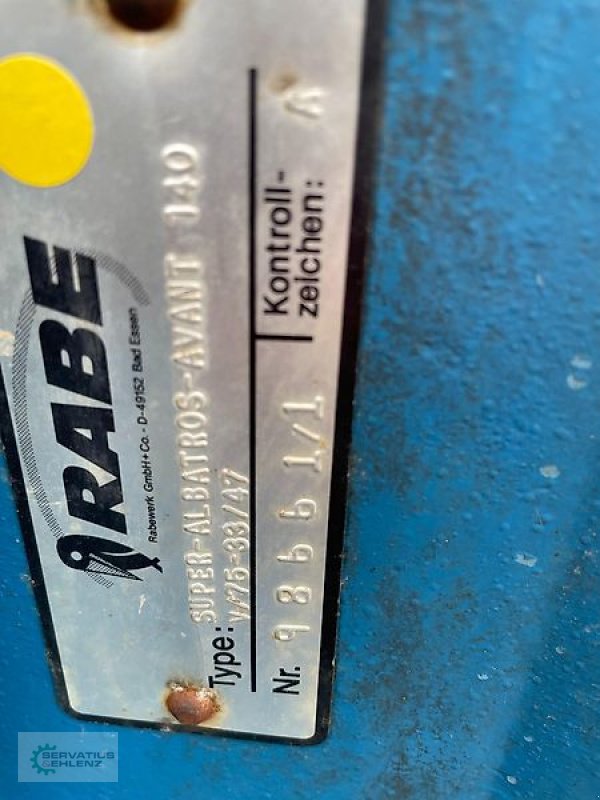 RABE
Rabewerk GmbH+Co. - D-49152 Bad Essen
Type: SUPER-ALBATROS-AVANT 140
V/75-33/47
Nr. 98661/1
Kontroll-
zeichen: A
SERVATIUS
&EHLENZ